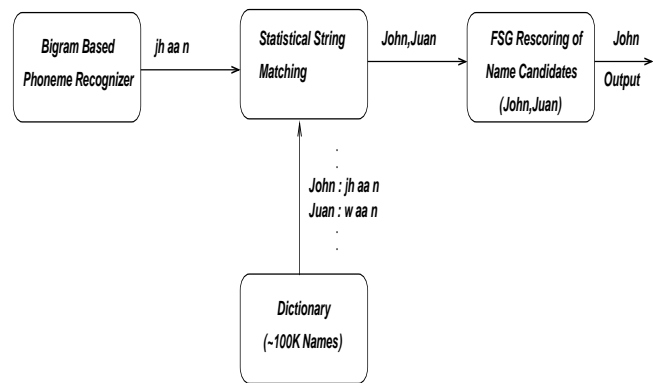 Bigram Based
Phoneme Recognizer
jh aa n
Statistical String
Matching
John,Juan
FSG Rescoring of
Name Candidates
(John,Juan)
John
Output
.
.
John : jh aa n
Juan : w aa n
.
.
Dictionary
(~100K Names)